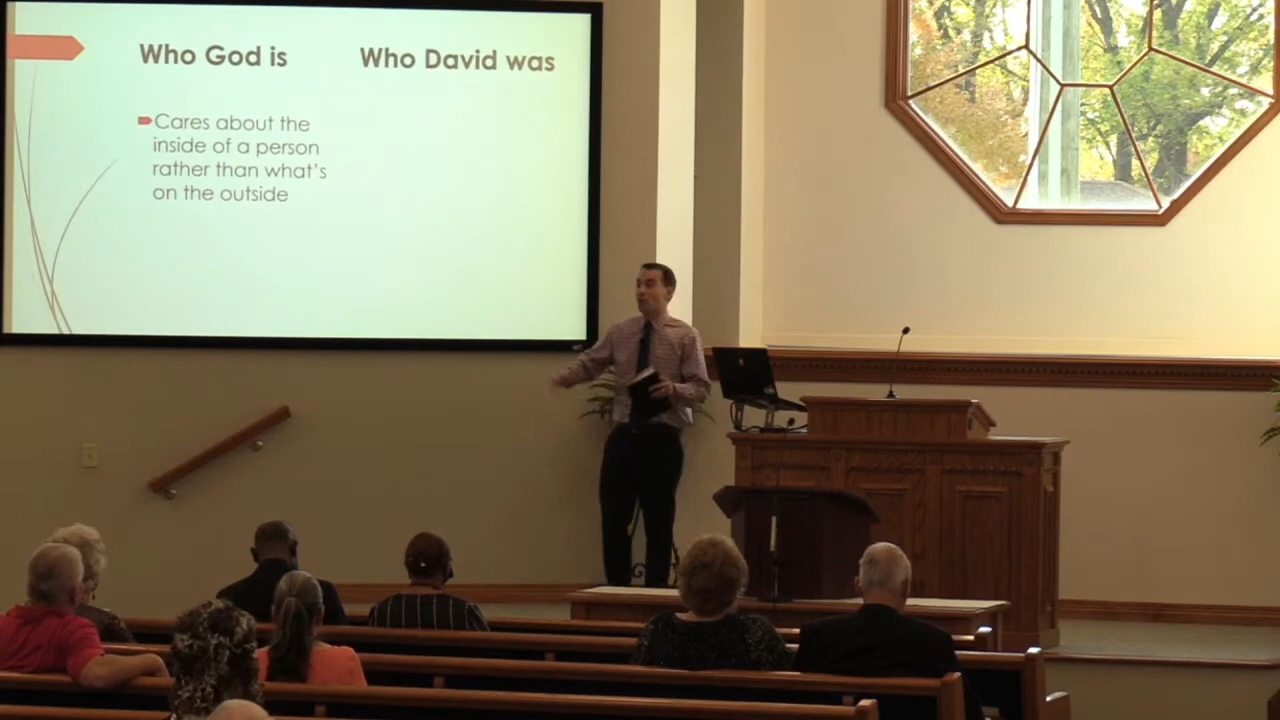 Who God is
Who David was
Cares about the
inside of a person
rather than what's
on the outside